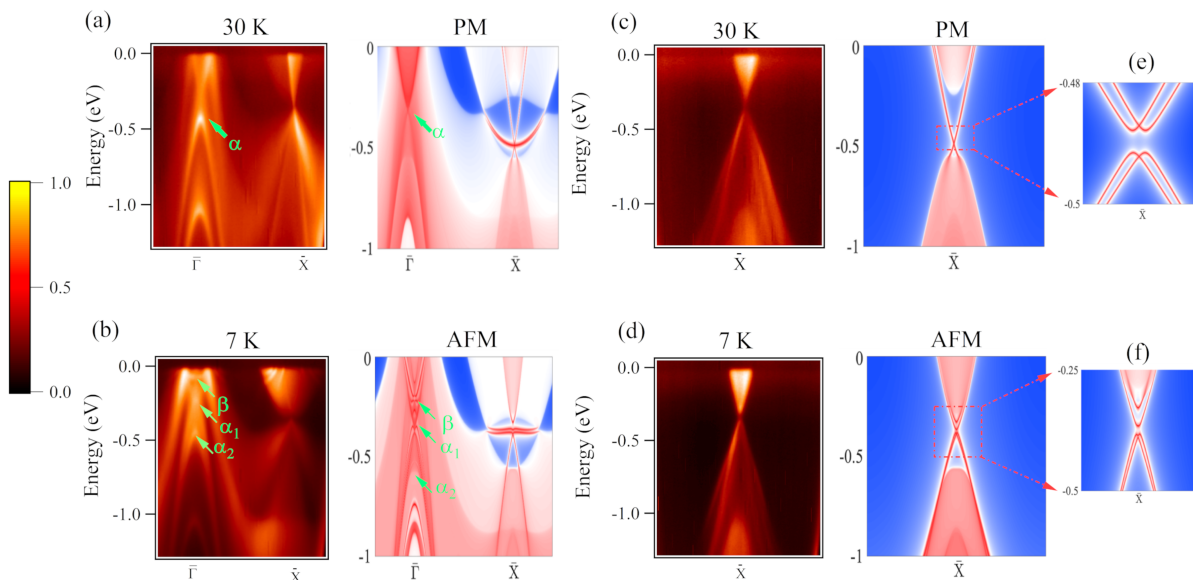 (a)
30 K
PM
Energy (eV)
0.0
-0.5
-1.0
α
Γ̄
X̄
0
-0.5
-1
α
Γ̄
X̄
(c)
30 K
PM
Energy (eV)
0.0
-0.5
-1.0
X̄
0
-0.5
-1
X̄
(e)
-0.48
-0.5
X̄
1.0
0.5
0.0
(b)
7 K
AFM
Energy (eV)
0.0
-0.5
-1.0
β
α1
α2
Γ̄
X̄
0
-0.5
-1
β
α1
α2
Γ̄
X̄
(d)
7 K
AFM
Energy (eV)
0.0
-0.5
-1.0
X̄
0
-0.5
-1
X̄
(f)
-0.25
-0.5
X̄